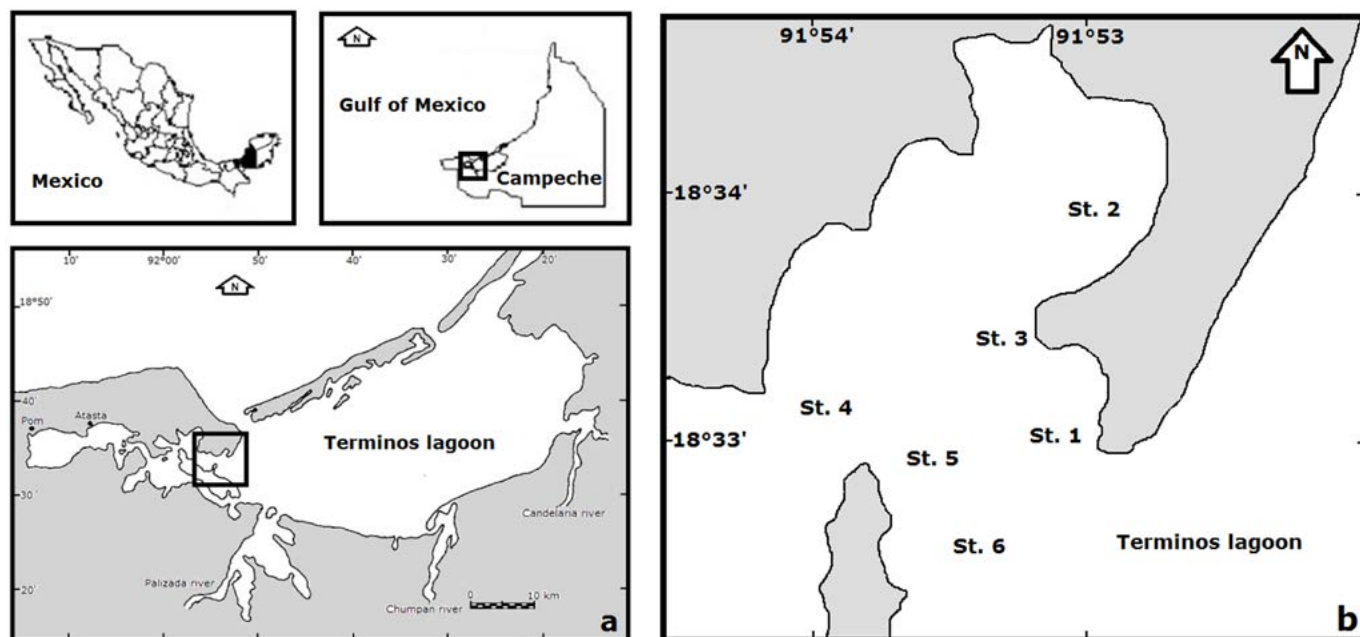 Mexico
N
Gulf of Mexico
Campeche
10'
92°00'
50'
40'
30'
20'
N
18°50'
40'
Pom
Atasta
Terminos lagoon
30'
Candelaria river
20'
Palizada river
Chumpan river
0 10 km
a
91°54'
91°53
N
18°34'
St. 2
St. 3
St. 4
St. 1
18°33'
St. 5
St. 6
Terminos lagoon
b